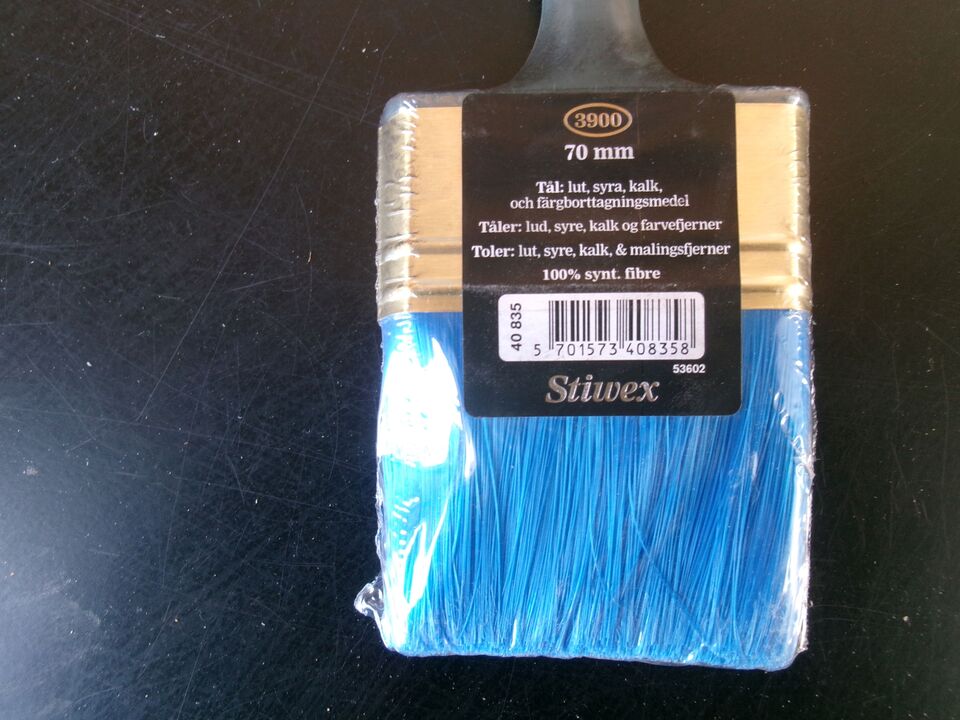 3900
70 mm
Tål: lut, syra, kalk,
och färgborttagningsmedel
Tåler: lud, syre, kalk og farvefjerner
Toler: lut, syre, kalk, & malingsfjerner
100% synt. fibre
40 835
5 701573 408358
53602
Stiwex